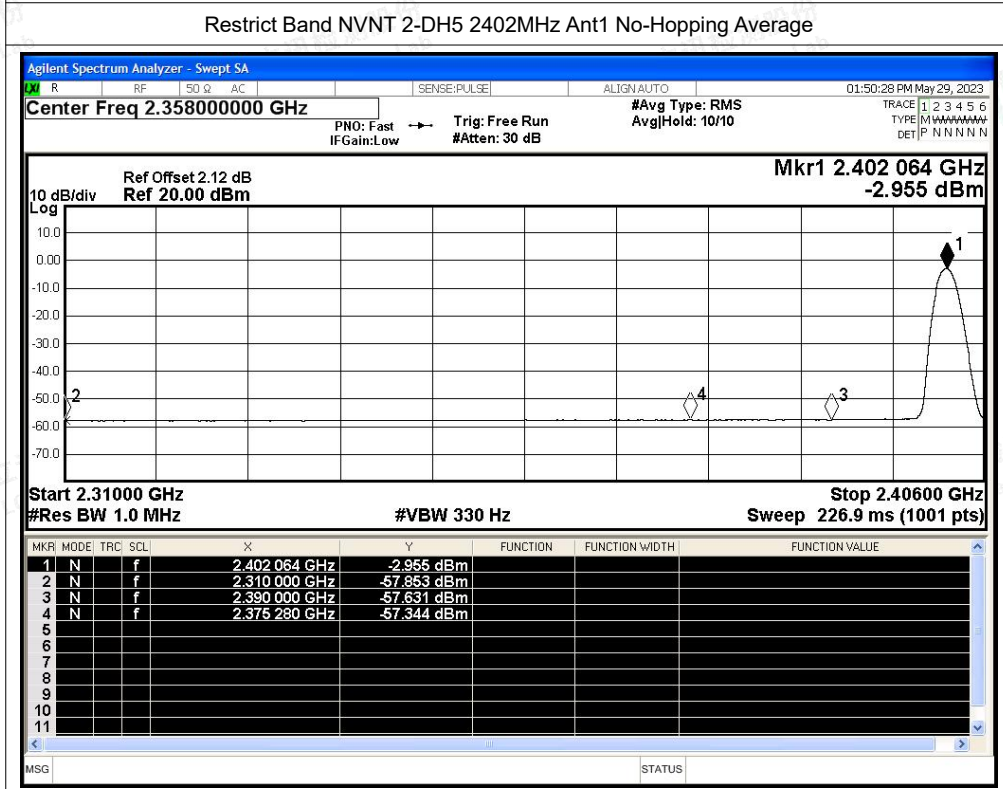 Restrict Band NVNT 2-DH5 2402MHz Ant1 No-Hopping Average
Agilent Spectrum Analyzer - Swept SA
LXI R RF 50 Ω AC SENSE:PULSE ALIGN AUTO 01:50:28 PM May 29, 2023
Center Freq 2.358000000 GHz #Avg Type: RMS TRACE 1 2 3 4 5 6
PNO: Fast Trig: Free Run Avg|Hold: 10/10 TYPE M
IFGain:Low #Atten: 30 dB DET P N N N N N
Mkr1 2.402 064 GHz
Ref Offset 2.12 dB
10 dB/div Ref 20.00 dBm -2.955 dBm
Log
10.0
1
0.00
-10.0
-20.0
-30.0
-40.0
-50.0 2 4 3
-60.0
-70.0
Start 2.31000 GHz Stop 2.40600 GHz
#Res BW 1.0 MHz #VBW 330 Hz Sweep 226.9 ms (1001 pts)
MKR MODE TRC SCL X Y FUNCTION FUNCTION WIDTH FUNCTION VALUE
1 N f 2.402 064 GHz -2.955 dBm
2 N f 2.310 000 GHz -57.853 dBm
3 N f 2.390 000 GHz -57.631 dBm
4 N f 2.375 280 GHz -57.344 dBm
5
6
7
8
9
10
11
MSG STATUS